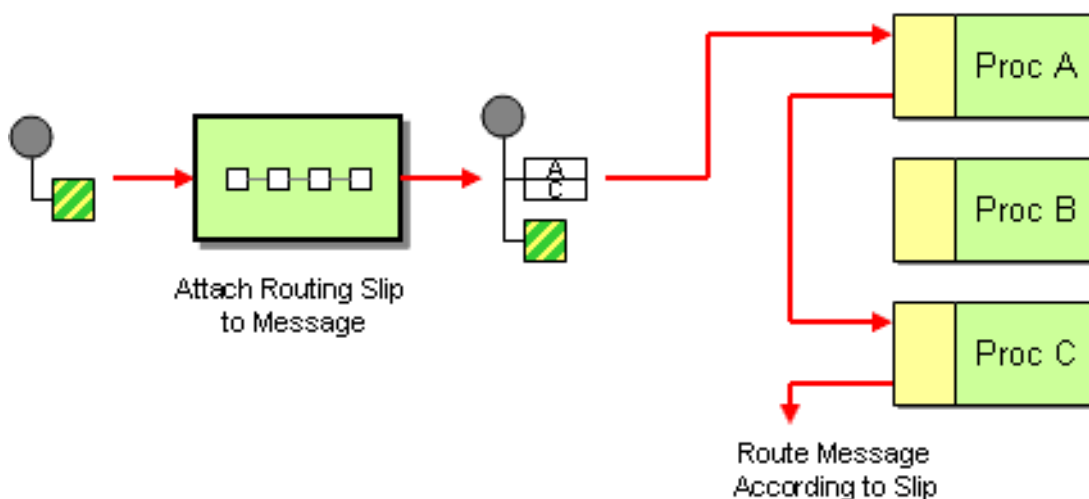 Proc A
A
C
Proc B
Attach Routing Slip
to Message
Proc C
Route Message
According to Slip